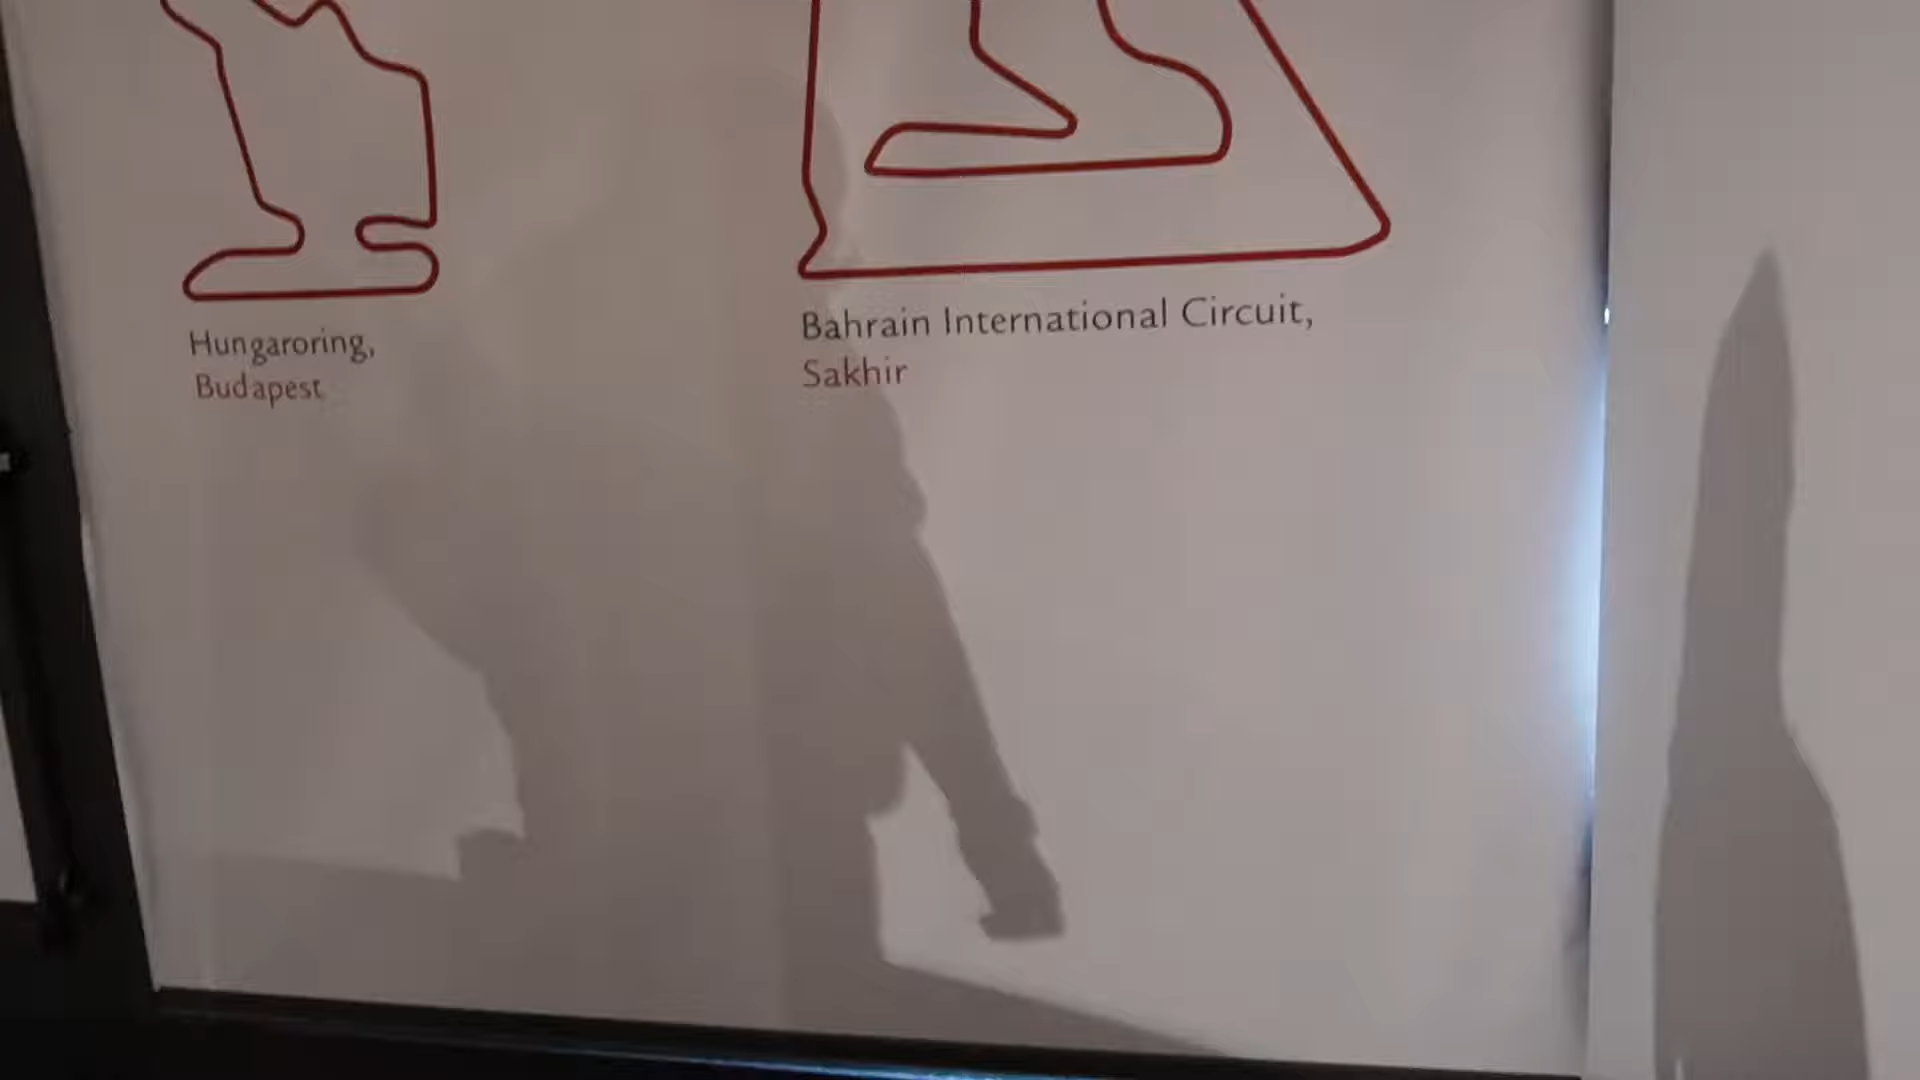 Hungaroring,
Budapest
Bahrain International Circuit,
Sakhir